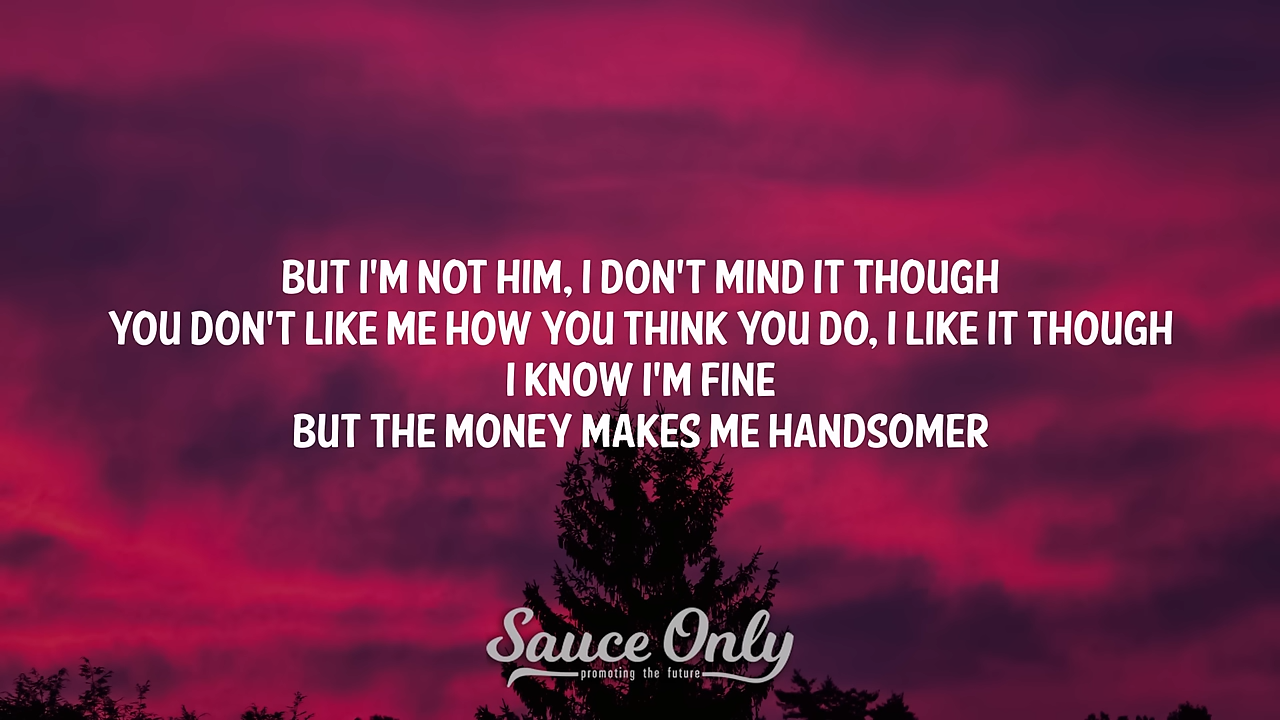 BUT I'M NOT HIM, I DON'T MIND IT THOUGH
YOU DON'T LIKE ME HOW YOU THINK YOU DO, I LIKE IT THOUGH
I KNOW I'M FINE
BUT THE MONEY MAKES ME HANDSOMER
Sauce Only
promoting the future